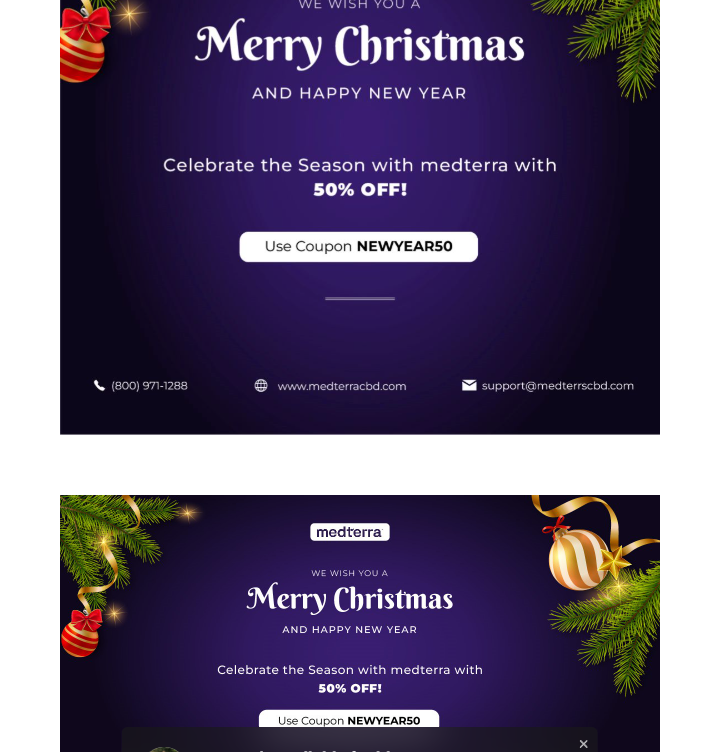 WE WISH YOU A
Merry Christmas
AND HAPPY NEW YEAR
Celebrate the Season with medterra with
50% OFF!
Use Coupon NEWYEAR50
(800) 971-1288
www.medterracbd.com
support@medterrscbd.com
medterra
WE WISH YOU A
Merry Christmas
AND HAPPY NEW YEAR
Celebrate the Season with medterra with
50% OFF!
Use Coupon NEWYEAR50